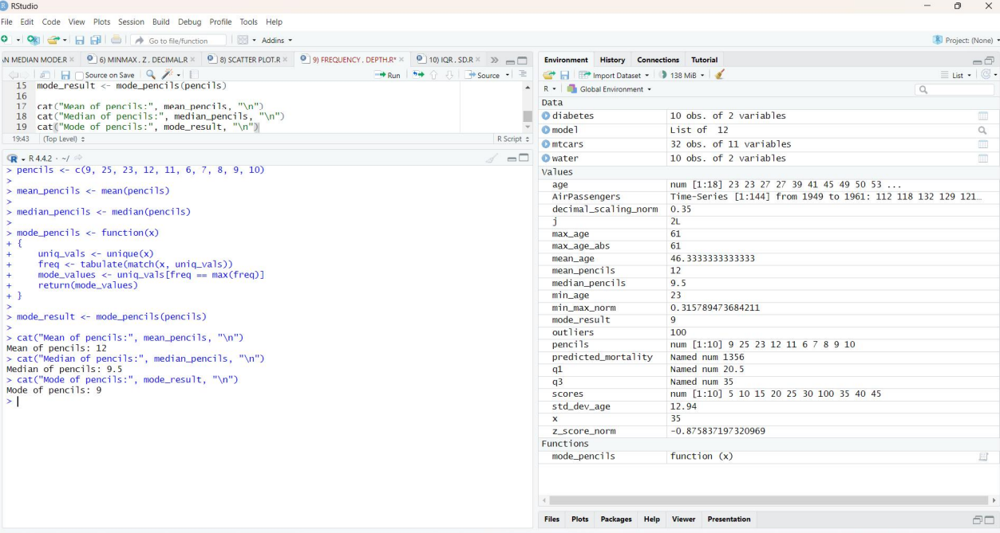 RStudio
File Edit Code View Plots Session Build Debug Profile Tools Help
Go to file/function Addins Project: (None)
N MEDIAN MODE.R 6) MINMAX . Z . DECIMAL.R 8) SCATTER PLOT.R 9) FREQUENCY . DEPTH.R* 10) IQR . SD.R
Source on Save Run Source
15 mode_result <- mode_pencils(pencils)
16
17 cat("Mean of pencils:", mean_pencils, "\n")
18 cat("Median of pencils:", median_pencils, "\n")
19 cat("Mode of pencils:", mode_result, "\n")
19:43 (Top Level) R Script
R 4.4.2 · ~/
> pencils <- c(9, 25, 23, 12, 11, 6, 7, 8, 9, 10)
>
> mean_pencils <- mean(pencils)
>
> median_pencils <- median(pencils)
>
> mode_pencils <- function(x)
+ {
+ uniq_vals <- unique(x)
+ freq <- tabulate(match(x, uniq_vals))
+ mode_values <- uniq_vals[freq == max(freq)]
+ return(mode_values)
+ }
>
> mode_result <- mode_pencils(pencils)
>
> cat("Mean of pencils:", mean_pencils, "\n")
Mean of pencils: 12
> cat("Median of pencils:", median_pencils, "\n")
Median of pencils: 9.5
> cat("Mode of pencils:", mode_result, "\n")
Mode of pencils: 9
>
Environment History Connections Tutorial
Import Dataset 138 MiB List
R Global Environment
Data
diabetes 10 obs. of 2 variables
model List of 12
mtcars 32 obs. of 11 variables
water 10 obs. of 2 variables
Values
age num [1:18] 23 23 27 27 39 41 45 49 50 53 ...
AirPassengers Time-Series [1:144] from 1949 to 1961: 112 118 132 129 121…
decimal_scaling_norm 0.35
j 2L
max_age 61
max_age_abs 61
mean_age 46.3333333333333
mean_pencils 12
median_pencils 9.5
min_age 23
min_max_norm 0.315789473684211
mode_result 9
outliers 100
pencils num [1:10] 9 25 23 12 11 6 7 8 9 10
predicted_mortality Named num 1356
q1 Named num 20.5
q3 Named num 35
scores num [1:10] 5 10 15 20 25 30 100 35 40 45
std_dev_age 12.94
x 35
z_score_norm -0.875837197320969
Functions
mode_pencils function (x)
Files Plots Packages Help Viewer Presentation